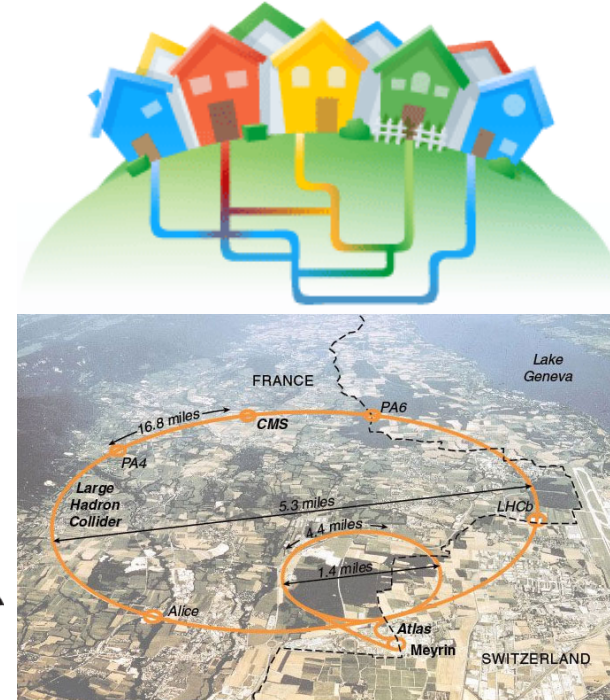 Lake
Geneva
FRANCE
PA6
16.8 miles
CMS
PA4
Large
Hadron
Collider
5.3 miles
LHCb
4.4 miles
1.4 miles
Alice
Atlas
Meyrin
SWITZERLAND